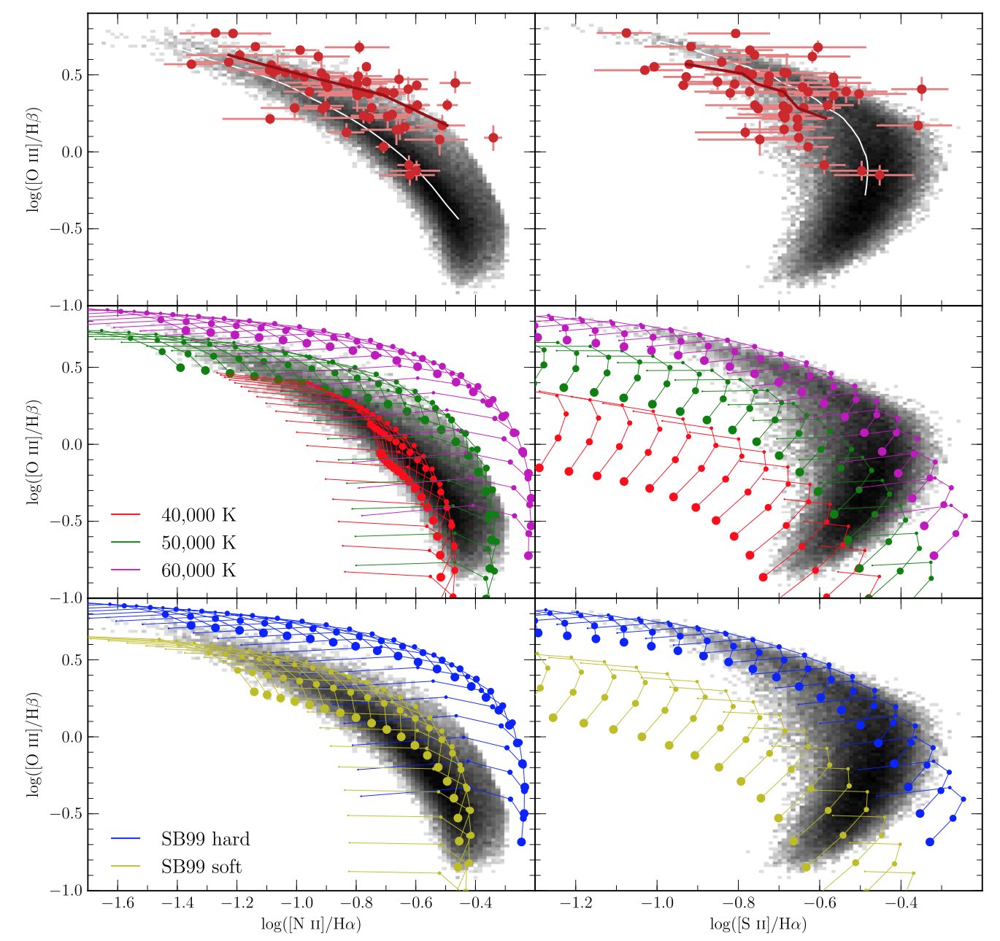 0.5
0.0
−0.5
−1.0
log([O III]/Hβ)
0.5
0.0
−0.5
−1.0
log([O III]/Hβ)
40,000 K
50,000 K
60,000 K
0.5
0.0
−0.5
−1.0
log([O III]/Hβ)
SB99 hard
SB99 soft
−1.6 −1.4 −1.2 −1.0 −0.8 −0.6 −0.4
−1.2 −1.0 −0.8 −0.6 −0.4
log([N II]/Hα)
log([S II]/Hα)